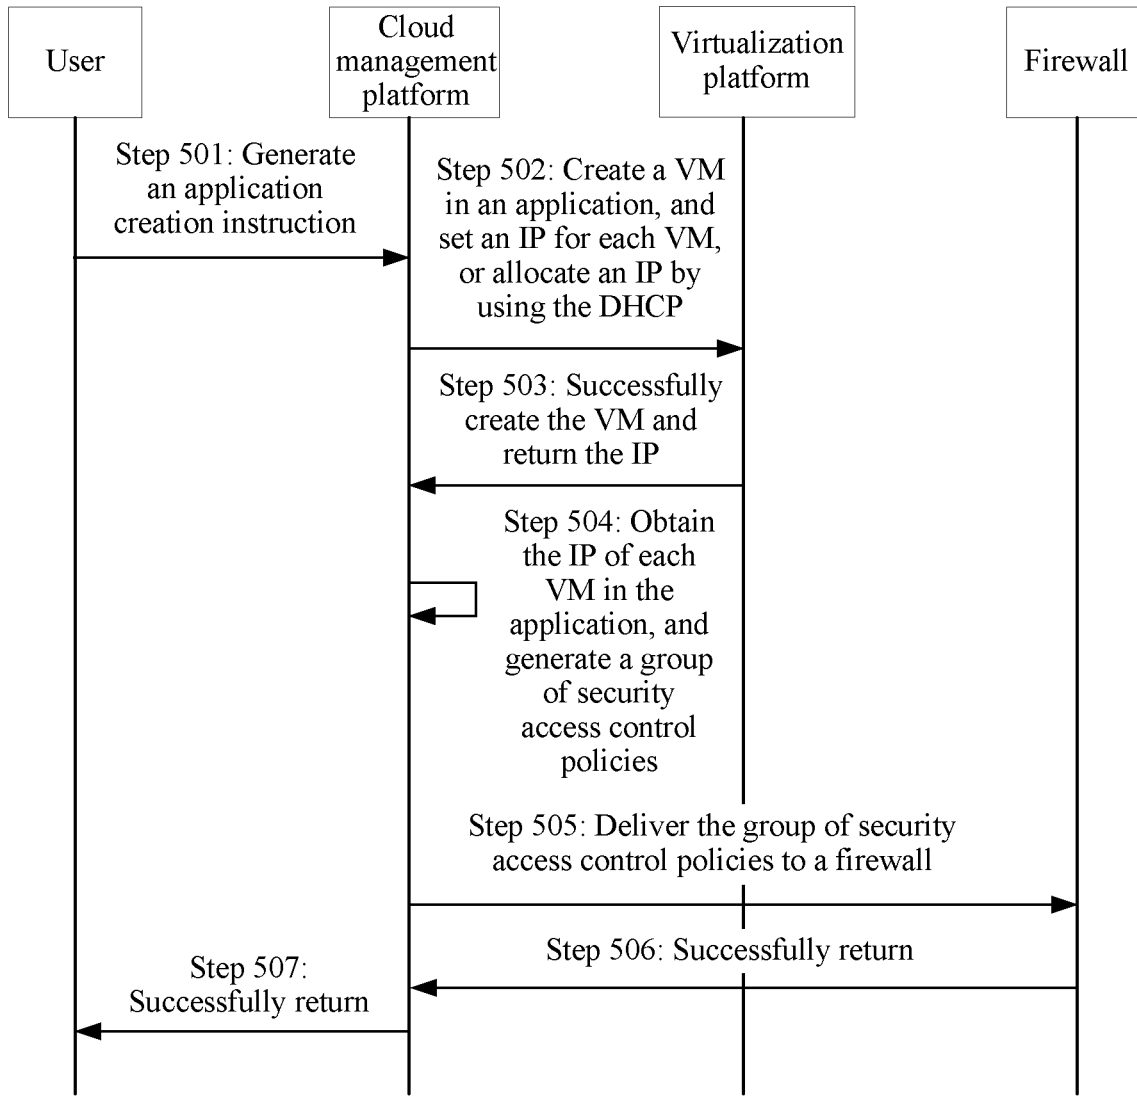 User
Cloud
management
platform
Virtualization
platform
Firewall
Step 501: Generate
an application
creation instruction
Step 502: Create a VM
in an application, and
set an IP for each VM,
or allocate an IP by
using the DHCP
Step 503: Successfully
create the VM and
return the IP
Step 504: Obtain
the IP of each
VM in the
application, and
generate a group
of security
access control
policies
Step 505: Deliver the group of security
access control policies to a firewall
Step 506: Successfully return
Step 507:
Successfully return